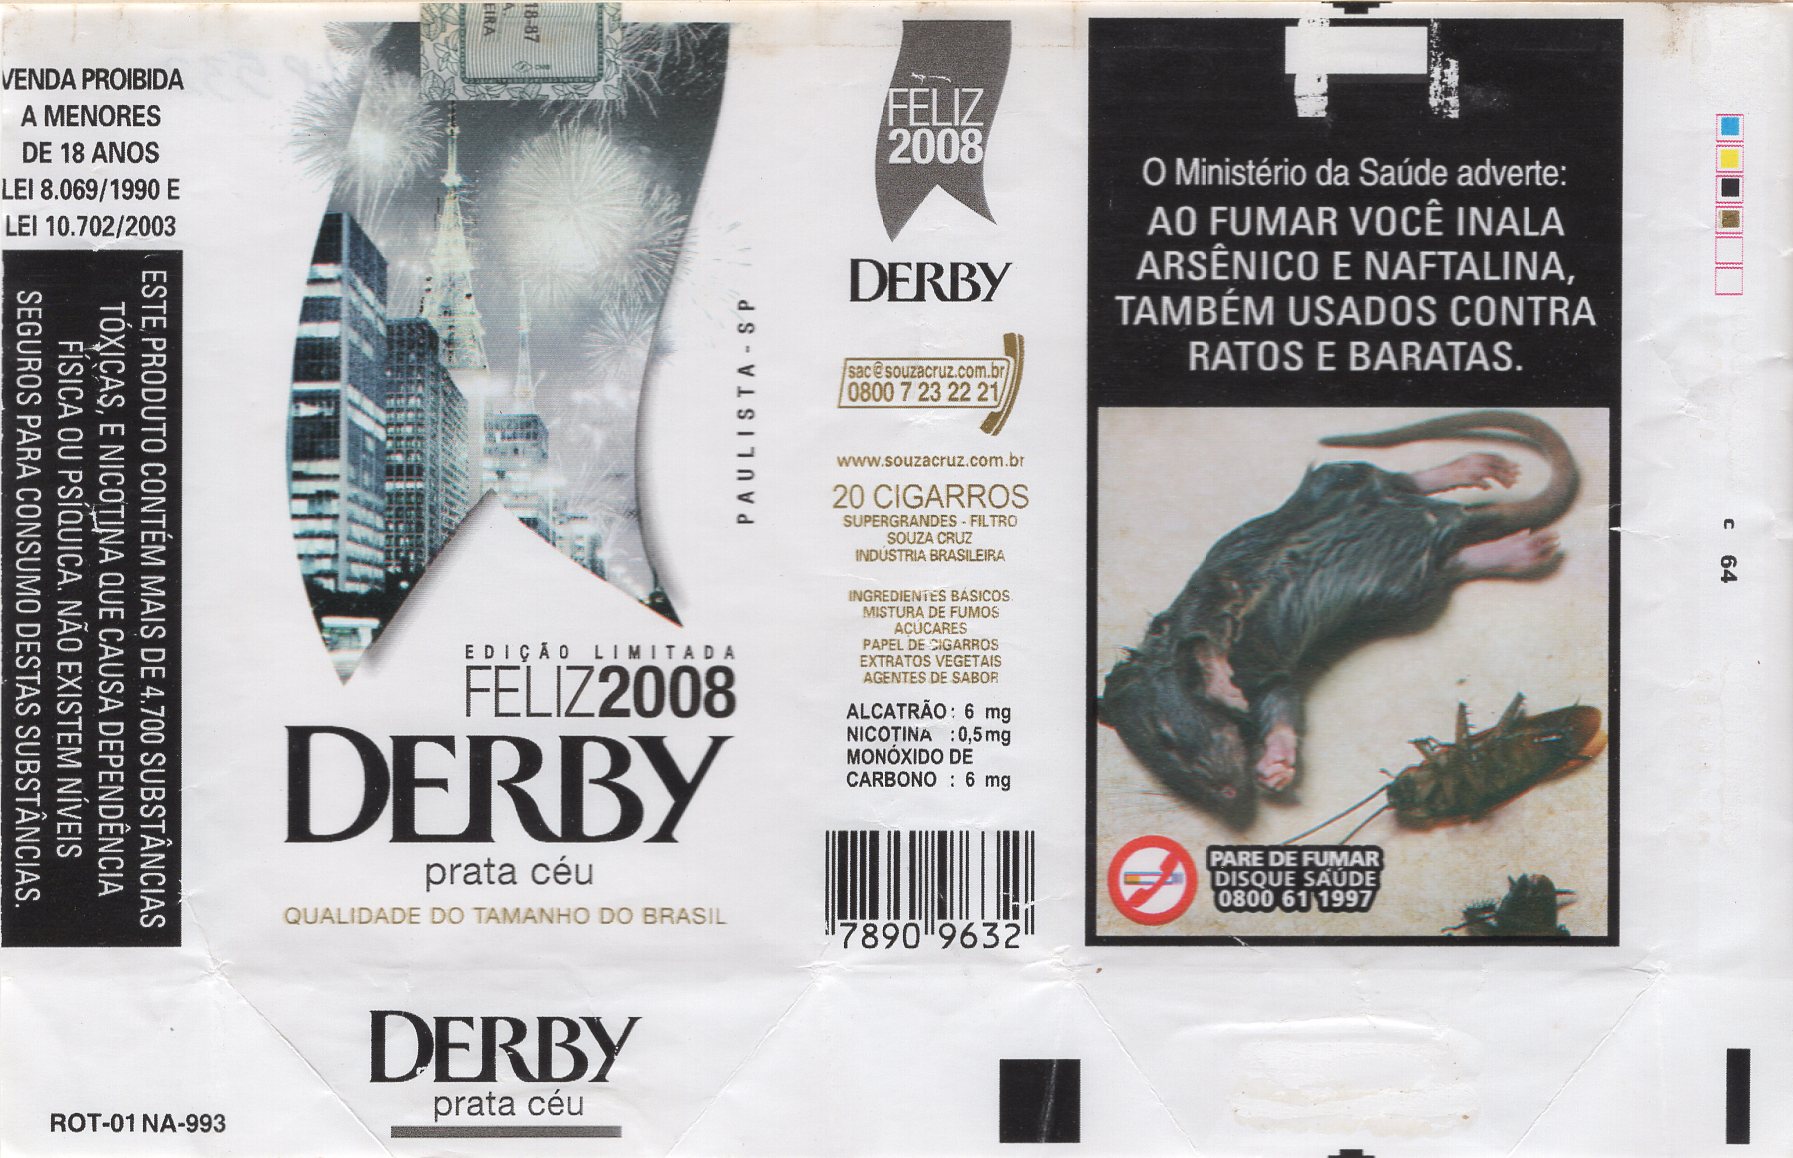 VENDA PROIBIDA
A MENORES
DE 18 ANOS
LEI 8.069/1990 E
LEI 10.702/2003
ESTE PRODUTO CONTÉM MAIS DE 4.700 SUBSTÂNCIAS
TÓXICAS, E NICOTINA QUE CAUSA DEPENDÊNCIA
FÍSICA OU PSÍQUICA. NÃO EXISTEM NÍVEIS
SEGUROS PARA CONSUMO DESTAS SUBSTÂNCIAS.
18-87
EIRA
PAULISTA-SP
EDIÇÃO LIMITADA
FELIZ2008
DERBY
prata céu
QUALIDADE DO TAMANHO DO BRASIL
DERBY
prata céu
ROT-01 NA-993
FELIZ
2008
DERBY
sac@souzacruz.com.br
0800 7 23 22 21
www.souzacruz.com.br
20 CIGARROS
SUPERGRANDES - FILTRO
SOUZA CRUZ
INDÚSTRIA BRASILEIRA
INGREDIENTES BÁSICOS
MISTURA DE FUMOS
AÇÚCARES
PAPEL DE CIGARROS
EXTRATOS VEGETAIS
AGENTES DE SABOR
ALCATRÃO : 6 mg
NICOTINA : 0,5 mg
MONÓXIDO DE
CARBONO : 6 mg
7890 9632
O Ministério da Saúde adverte:
AO FUMAR VOCÊ INALA
ARSÊNICO E NAFTALINA,
TAMBÉM USADOS CONTRA
RATOS E BARATAS.
PARE DE FUMAR
DISQUE SAÚDE
0800 61 1997
C 64